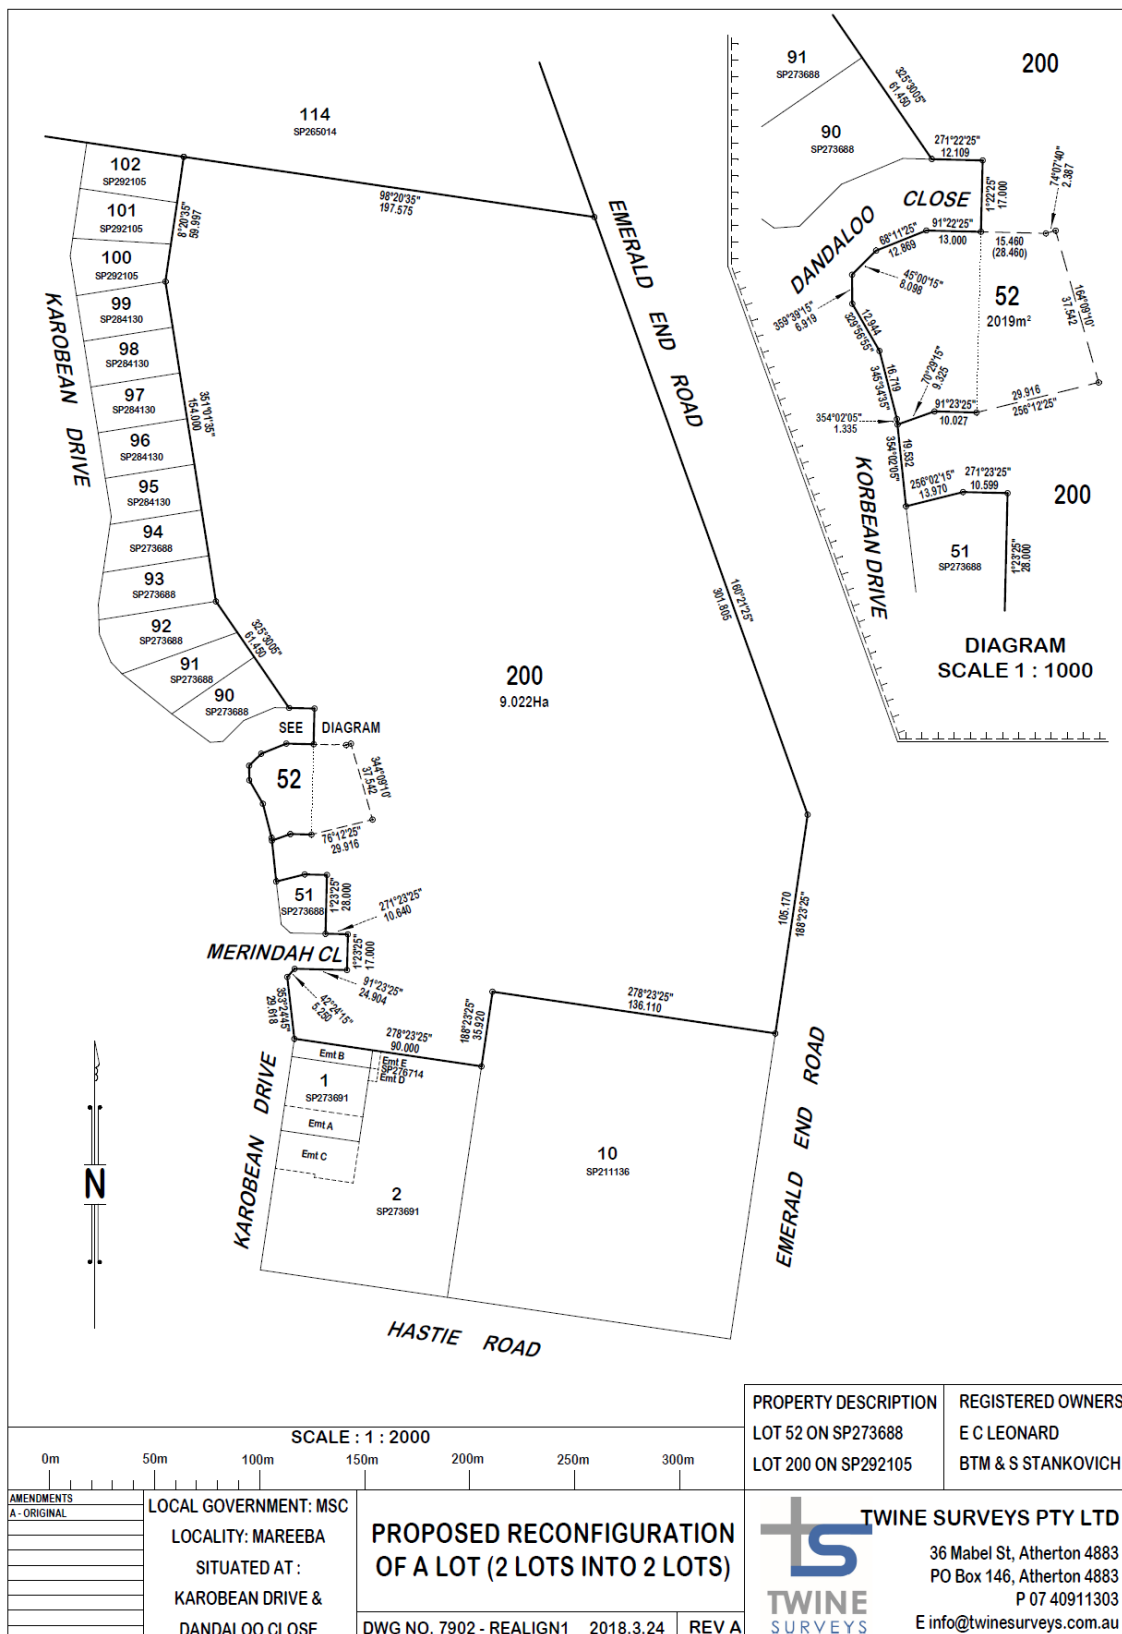 114
SP265014
102
SP292105
101
SP292105
100
SP292105
99
SP284130
98
SP284130
97
SP284130
96
SP284130
95
SP284130
94
SP273688
93
SP273688
92
SP273688
91
SP273688
90
SP273688
KAROBEAN DRIVE
8°20'35"
59.997
98°20'35"
197.575
351°01'35"
154.000
325°30'05"
61.450
EMERALD END ROAD
160°21'25"
301.805
200
9.022Ha
SEE DIAGRAM
52
344°09'10"
37.542
76°12'25"
29.916
51
SP273688
1°23'25"
28.000
271°23'25"
10.640
MERINDAH CL
1°23'25"
17.000
91°23'25"
24.904
42°24'15"
5.250
353°24'45"
29.618
278°23'25"
90.000
188°23'25"
35.920
278°23'25"
136.110
105.170
188°23'25"
Emt B
Emt E
SP276714
Emt D
1
SP273691
Emt A
Emt C
2
SP273691
10
SP211136
KAROBEAN DRIVE
EMERALD END ROAD
HASTIE ROAD
N
91
SP273688
90
SP273688
325°30'05"
61.450
200
271°22'25"
12.109
74°07'40"
2.387
1°22'25"
17.000
DANDALOO CLOSE
68°11'25"
12.869
91°22'25"
13.000
15.460
(28.460)
45°00'15"
8.098
359°39'15"
6.919
52
2019m²
164°09'10"
37.542
12.944
329°56'55"
16.719
345°34'35"
70°29'15"
9.325
91°23'25"
10.027
29.916
256°12'25"
354°02'05"
1.335
19.532
354°02'05"
256°02'15"
13.970
271°23'25"
10.599
200
KORBEAN DRIVE
51
SP273688
1°23'25"
28.000
DIAGRAM
SCALE 1 : 1000
PROPERTY DESCRIPTION
LOT 52 ON SP273688
LOT 200 ON SP292105
REGISTERED OWNERS
E C LEONARD
BTM & S STANKOVICH
SCALE : 1 : 2000
0m 50m 100m 150m 200m 250m 300m
AMENDMENTS
A - ORIGINAL
LOCAL GOVERNMENT: MSC
LOCALITY: MAREEBA
SITUATED AT :
KAROBEAN DRIVE &
DANDALOO CLOSE
PROPOSED RECONFIGURATION
OF A LOT (2 LOTS INTO 2 LOTS)
DWG NO. 7902 - REALIGN1 2018.3.24 REV A
TS
TWINE
SURVEYS
TWINE SURVEYS PTY LTD
36 Mabel St, Atherton 4883
PO Box 146, Atherton 4883
P 07 40911303
E info@twinesurveys.com.au